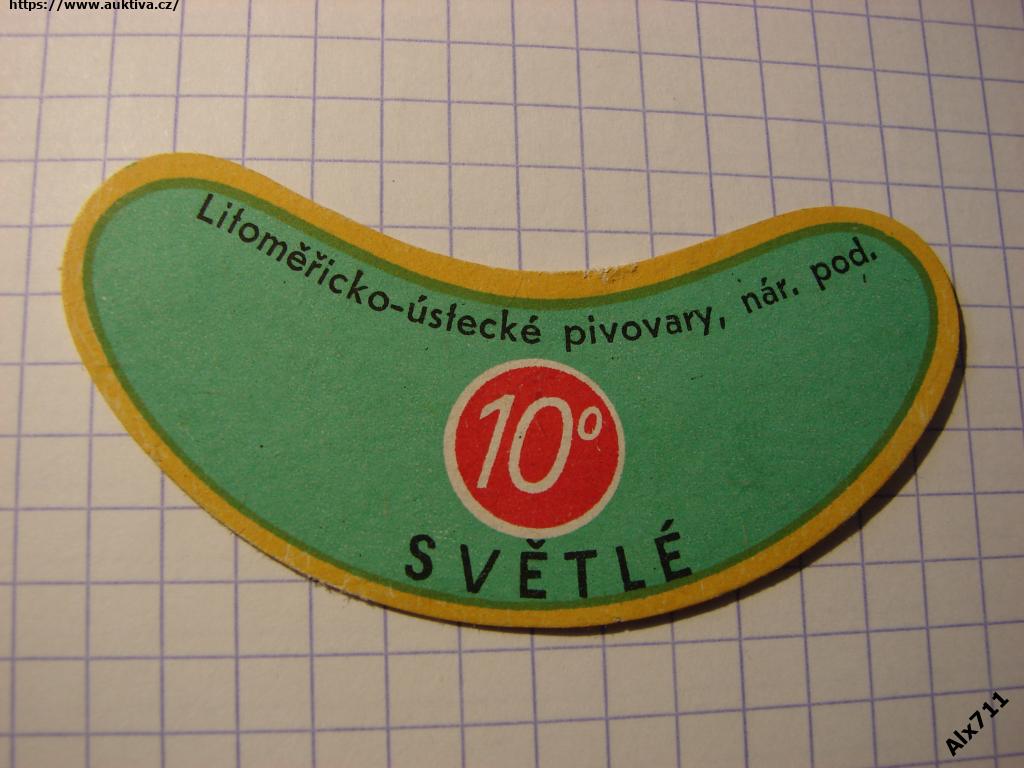 https://www.auktiva.cz/
Litoměřicko-ústecké pivovary, nár. pod.
10°
SVĚTLÉ
Alx711